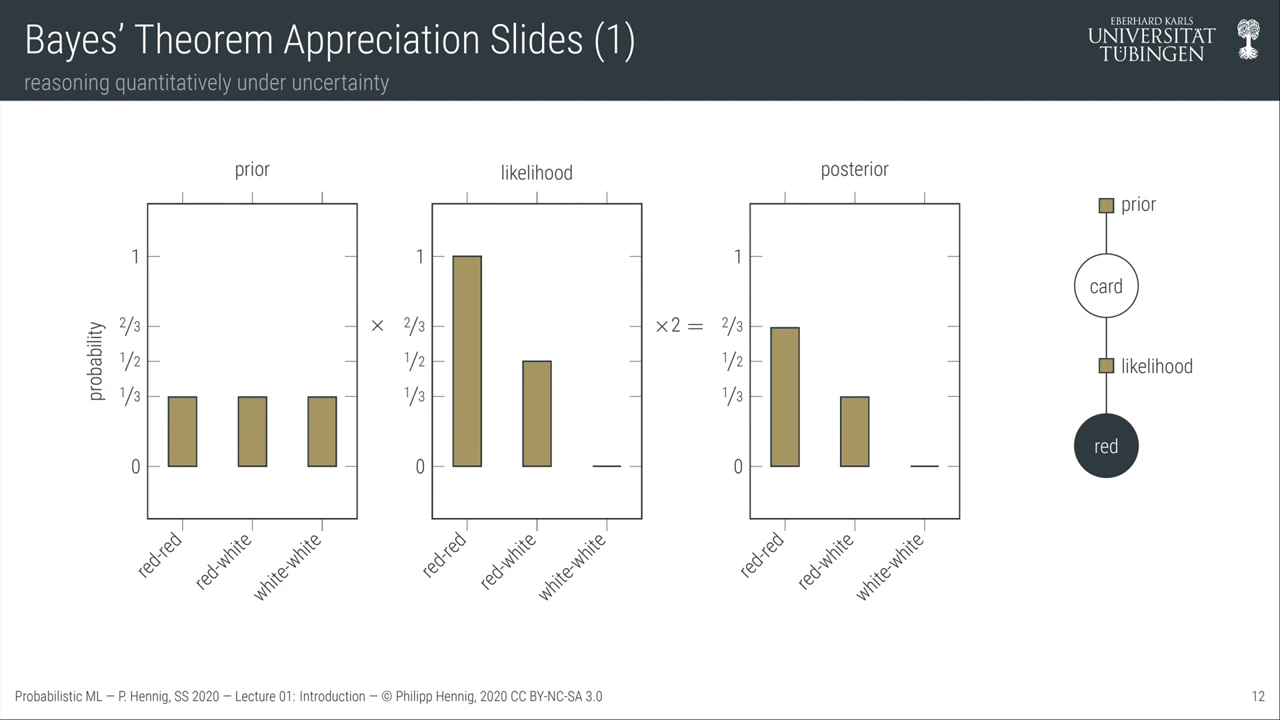 Bayes’ Theorem Appreciation Slides (1)
reasoning quantitatively under uncertainty
EBERHARD KARLS
UNIVERSITÄT
TÜBINGEN
prior
probability
1
2/3
1/2
1/3
0
red-red
red-white
white-white
×
likelihood
1
2/3
1/2
1/3
0
red-red
red-white
white-white
×2 =
posterior
1
2/3
1/2
1/3
0
red-red
red-white
white-white
prior
card
likelihood
red
Probabilistic ML — P. Hennig, SS 2020 — Lecture 01: Introduction — © Philipp Hennig, 2020 CC BY-NC-SA 3.0
12